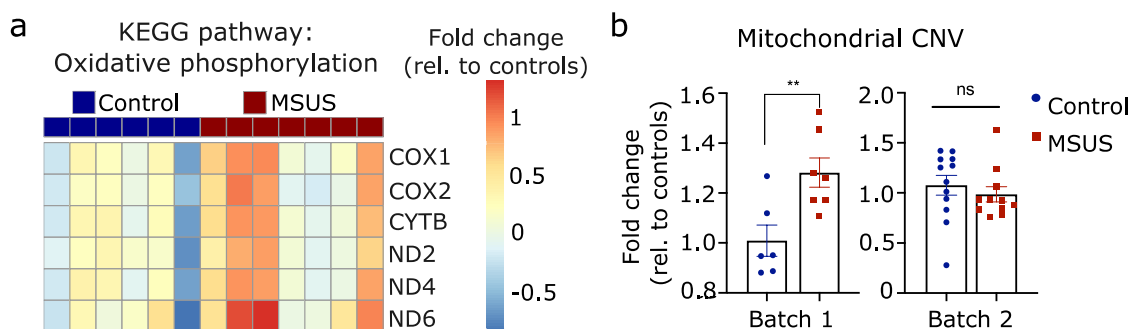 a
KEGG pathway:
Oxidative phosphorylation
Control
MSUS
COX1
COX2
CYTB
ND2
ND4
ND6
Fold change
(rel. to controls)
1
0.5
0
-0.5
b
Mitochondrial CNV
Fold change
(rel. to controls)
1.6
1.4
1.2
1.0
0.8
**
Batch 1
2.0
1.5
1.0
0.5
0.0
ns
Batch 2
Control
MSUS